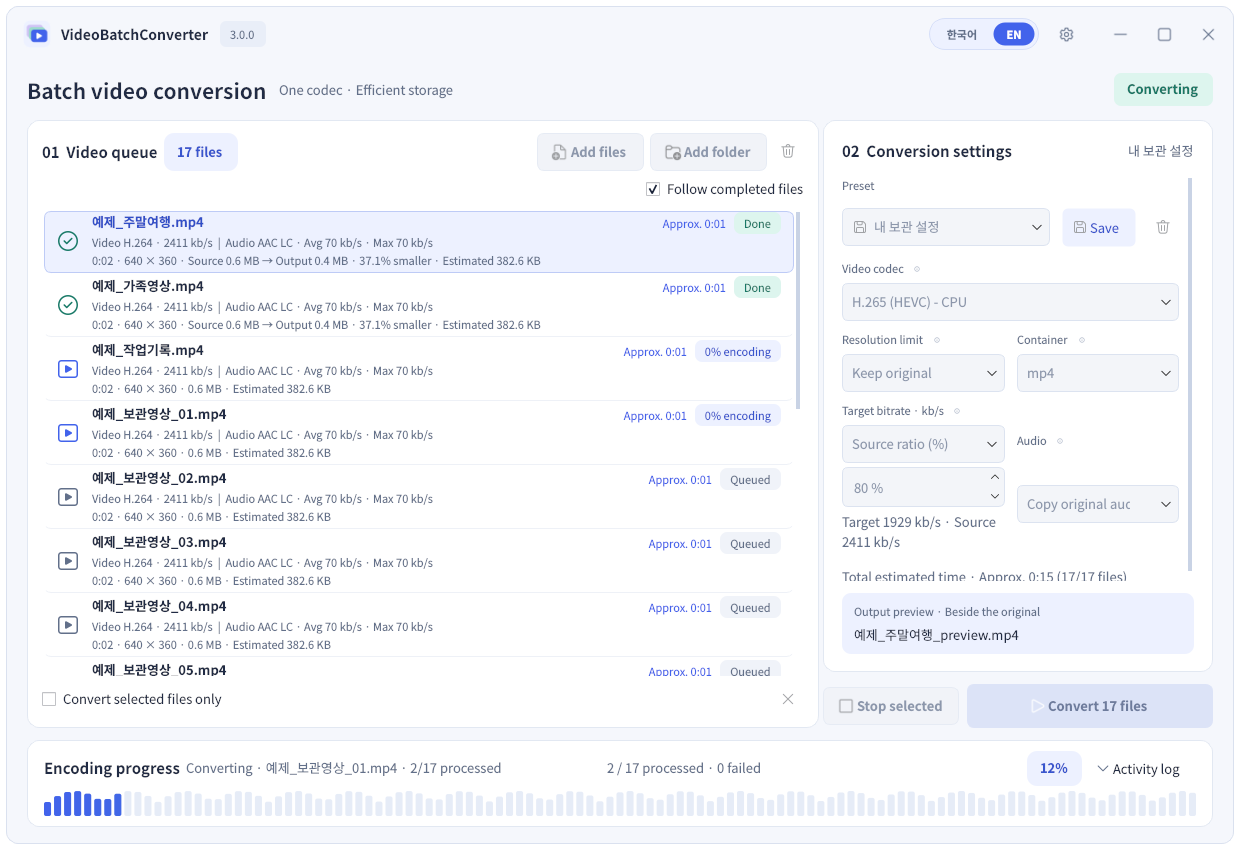 VideoBatchConverter 3.0.0
한국어 EN
Batch video conversion One codec · Efficient storage
Converting
01 Video queue 17 files
Add files Add folder
Follow completed files
예제_주말여행.mp4 Approx. 0:01 Done
Video H.264 · 2411 kb/s | Audio AAC LC · Avg 70 kb/s · Max 70 kb/s
0:02 · 640 × 360 · Source 0.6 MB → Output 0.4 MB · 37.1% smaller · Estimated 382.6 KB
예제_가족영상.mp4 Approx. 0:01 Done
Video H.264 · 2411 kb/s | Audio AAC LC · Avg 70 kb/s · Max 70 kb/s
0:02 · 640 × 360 · Source 0.6 MB → Output 0.4 MB · 37.1% smaller · Estimated 382.6 KB
예제_작업기록.mp4 Approx. 0:01 0% encoding
Video H.264 · 2411 kb/s | Audio AAC LC · Avg 70 kb/s · Max 70 kb/s
0:02 · 640 × 360 · 0.6 MB · Estimated 382.6 KB
예제_보관영상_01.mp4 Approx. 0:01 0% encoding
Video H.264 · 2411 kb/s | Audio AAC LC · Avg 70 kb/s · Max 70 kb/s
0:02 · 640 × 360 · 0.6 MB · Estimated 382.6 KB
예제_보관영상_02.mp4 Approx. 0:01 Queued
Video H.264 · 2411 kb/s | Audio AAC LC · Avg 70 kb/s · Max 70 kb/s
0:02 · 640 × 360 · 0.6 MB · Estimated 382.6 KB
예제_보관영상_03.mp4 Approx. 0:01 Queued
Video H.264 · 2411 kb/s | Audio AAC LC · Avg 70 kb/s · Max 70 kb/s
0:02 · 640 × 360 · 0.6 MB · Estimated 382.6 KB
예제_보관영상_04.mp4 Approx. 0:01 Queued
Video H.264 · 2411 kb/s | Audio AAC LC · Avg 70 kb/s · Max 70 kb/s
0:02 · 640 × 360 · 0.6 MB · Estimated 382.6 KB
예제_보관영상_05.mp4 Approx. 0:01 Queued
Convert selected files only
02 Conversion settings 내 보관 설정
Preset
내 보관 설정 Save
Video codec
H.265 (HEVC) - CPU
Resolution limit Container
Keep original mp4
Target bitrate · kb/s
Source ratio (%) Audio
80 %
Copy original auc
Target 1929 kb/s · Source
2411 kb/s
Total estimated time · Approx. 0:15 (17/17 files)
Output preview · Beside the original
예제_주말여행_preview.mp4
Stop selected Convert 17 files
Encoding progress Converting · 예제_보관영상_01.mp4 · 2/17 processed 2 / 17 processed · 0 failed 12% Activity log